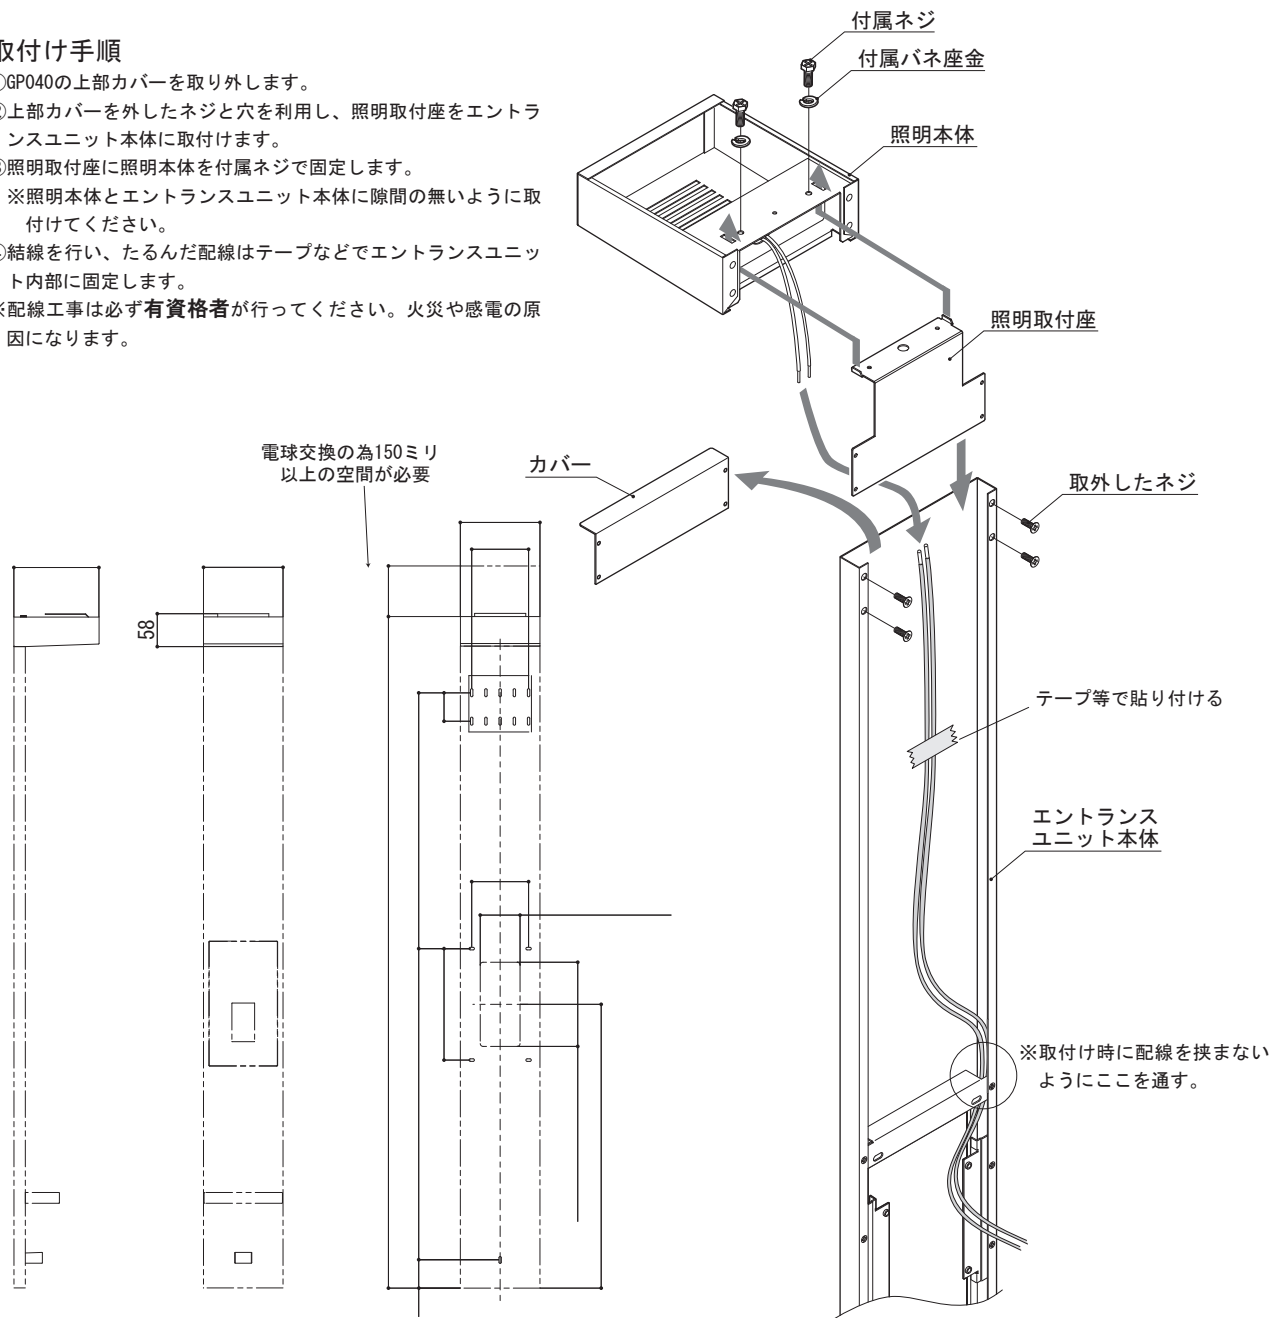 取付け手順
①GP040の上部カバーを取り外します。
②上部カバーを外したネジと穴を利用し、照明取付座をエントラ
ンスユニット本体に取付けます。
③照明取付座に照明本体を付属ネジで固定します。
※照明本体とエントランスユニット本体に隙間の無いように取
付けてください。
④結線を行い、たるんだ配線はテープなどでエントランスユニッ
ト内部に固定します。
※配線工事は必ず有資格者が行ってください。火災や感電の原
因になります。
付属ネジ
付属バネ座金
照明本体
照明取付座
電球交換の為150ミリ
以上の空間が必要
カバー
取外したネジ
58
テープ等で貼り付ける
エントランス
ユニット本体
※取付け時に配線を挟まない
ようにここを通す。